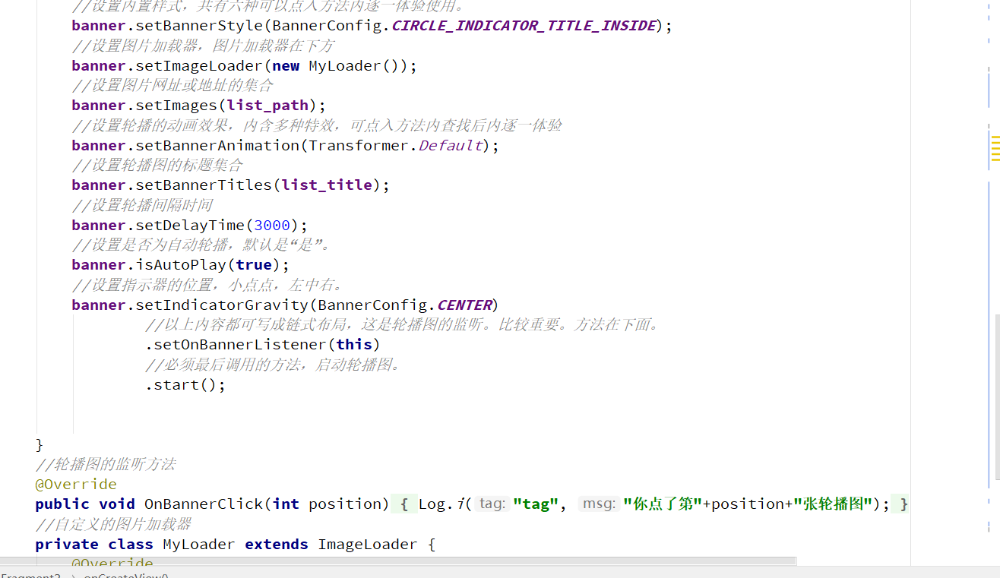 //设置内置样式，共有六种可以点入方法内逐一体验使用。
banner.setBannerStyle(BannerConfig.CIRCLE_INDICATOR_TITLE_INSIDE);
//设置图片加载器，图片加载器在下方
banner.setImageLoader(new MyLoader());
//设置图片网址或地址的集合
banner.setImages(list_path);
//设置轮播的动画效果，内含多种特效，可点入方法内查找后内逐一体验
banner.setBannerAnimation(Transformer.Default);
//设置轮播图的标题集合
banner.setBannerTitles(list_title);
//设置轮播间隔时间
banner.setDelayTime(3000);
//设置是否为自动轮播，默认是“是”。
banner.isAutoPlay(true);
//设置指示器的位置，小点点，左中右。
banner.setIndicatorGravity(BannerConfig.CENTER)
//以上内容都可写成链式布局，这是轮播图的监听。比较重要。方法在下面。
.setOnBannerListener(this)
//必须最后调用的方法，启动轮播图。
.start();
}
//轮播图的监听方法
@Override
public void OnBannerClick(int position) { Log.i( tag: "tag", msg: "你点了第"+position+"张轮播图"); }
//自定义的图片加载器
private class MyLoader extends ImageLoader {
@Override
Fragment2 › onCreateView()